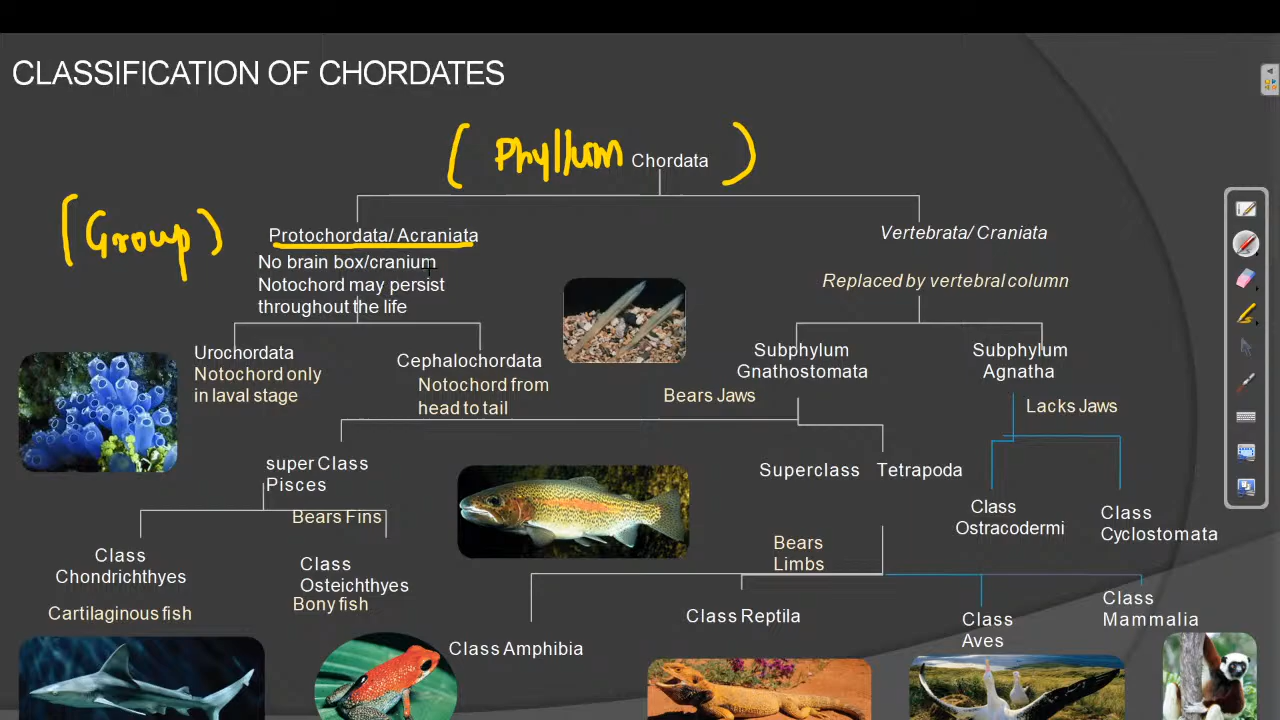 CLASSIFICATION OF CHORDATES
( Phyllum Chordata )
(Group)
Protochordata/ Acraniata
No brain box/cranium
Notochord may persist
throughout the life
Vertebrata/ Craniata
Replaced by vertebral column
Urochordata
Notochord only
in laval stage
Cephalochordata
Notochord from
head to tail
Subphylum
Gnathostomata
Bears Jaws
Subphylum
Agnatha
Lacks Jaws
super Class
Pisces
Bears Fins
Superclass Tetrapoda
Bears
Limbs
Class
Ostracodermi
Class
Cyclostomata
Class
Chondrichthyes
Cartilaginous fish
Class
Osteichthyes
Bony fish
Class Amphibia
Class Reptila
Class
Aves
Class
Mammalia